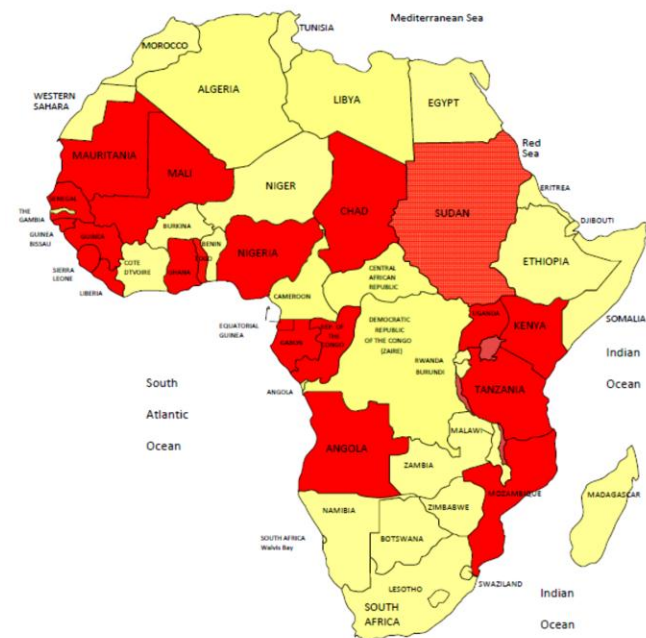 Mediterranean Sea
TUNISIA
MOROCCO
ALGERIA
LIBYA
EGYPT
WESTERN
SAHARA
Red
Sea
MAURITANIA
MALI
NIGER
CHAD
SUDAN
ERITREA
SENEGAL
THE
GAMBIA
BURKINA
DJIBOUTI
GUINEA
BISSAU
GUINEA
BENIN
NIGERIA
ETHIOPIA
SIERRA
LEONE
COTE
D'IVOIRE
GHANA
TOGO
CENTRAL
AFRICAN
REPUBLIC
LIBERIA
CAMEROON
SOMALIA
EQUATORIAL
GUINEA
DEMOCRATIC
REPUBLIC
OF THE CONGO
(ZAIRE)
UGANDA
KENYA
GABON
REP OF
THE
CONGO
RWANDA
BURUNDI
Indian
Ocean
TANZANIA
South
Atlantic
Ocean
ANGOLA
ANGOLA
MALAWI
ZAMBIA
MOZAMBIQUE
MADAGASCAR
ZIMBABWE
NAMIBIA
SOUTH AFRICA
Walvis Bay
BOTSWANA
SWAZILAND
LESOTHO
SOUTH
AFRICA
Indian
Ocean